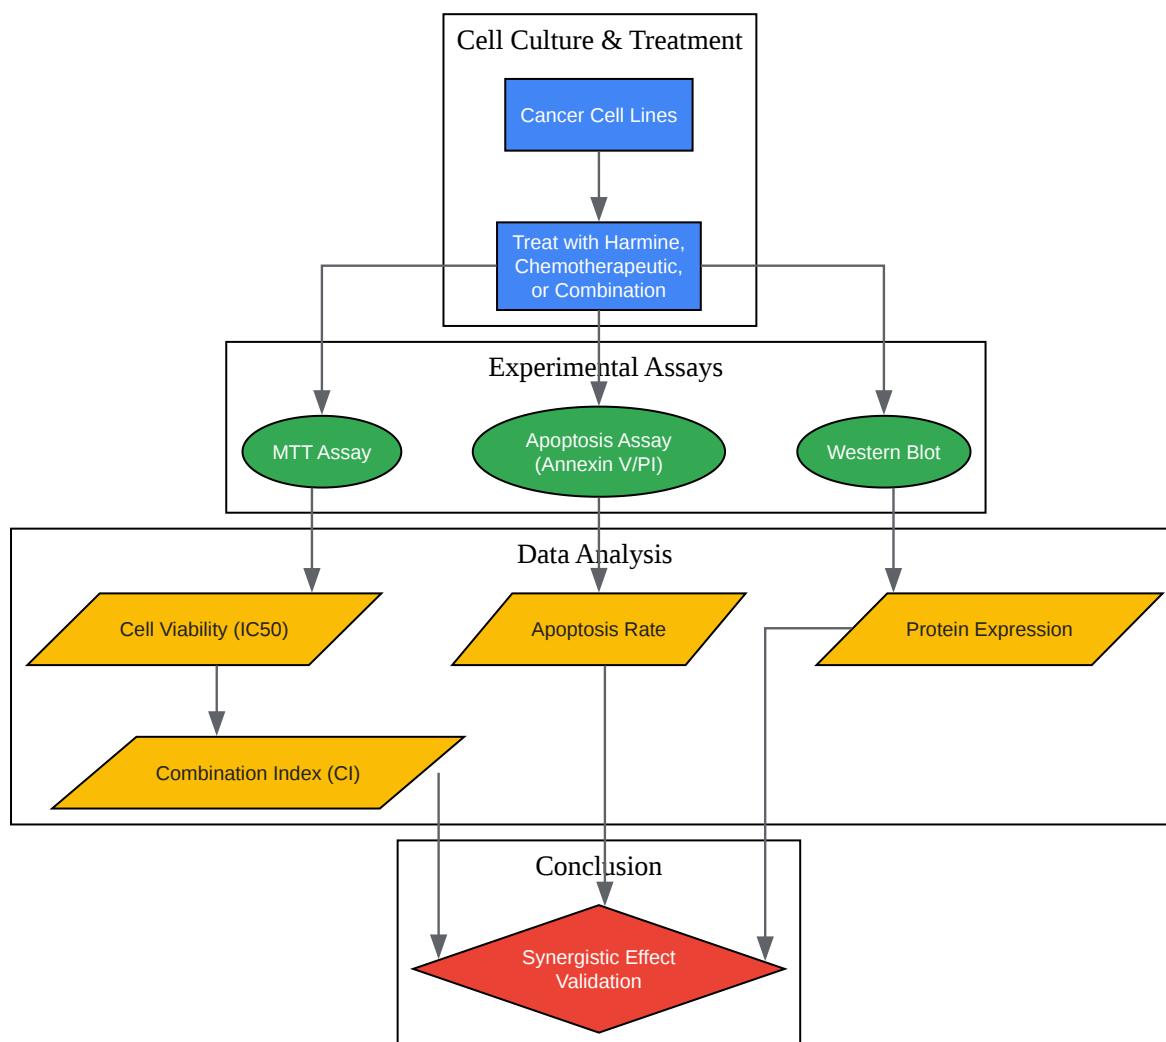 Cell Culture & Treatment
Cancer Cell Lines
Treat with Harmine,
Chemotherapeutic,
or Combination
Experimental Assays
MTT Assay
Apoptosis Assay
(Annexin V/PI)
Western Blot
Data Analysis
Cell Viability (IC50)
Apoptosis Rate
Protein Expression
Combination Index (CI)
Conclusion
Synergistic Effect
Validation